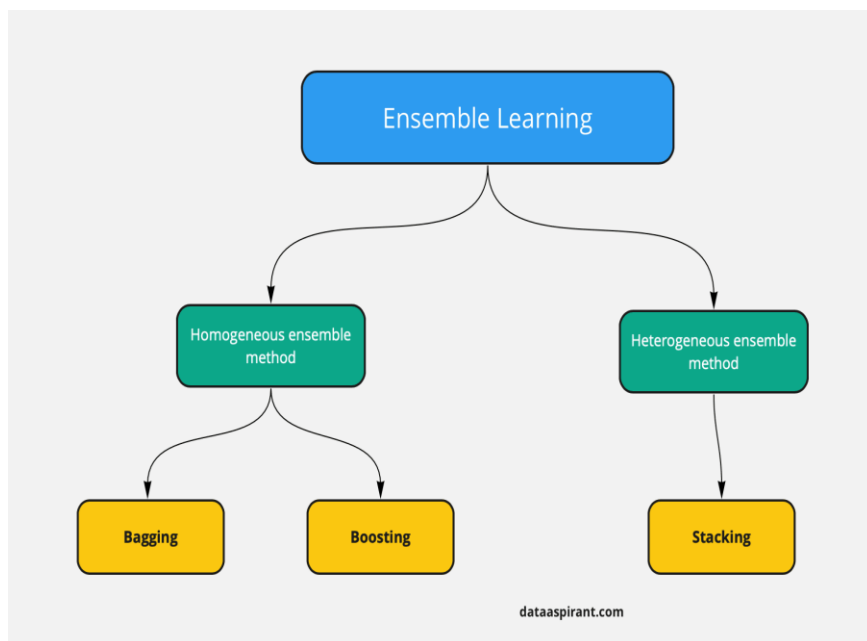 Ensemble Learning
Homogeneous ensemble
method
Heterogeneous ensemble
method
Bagging
Boosting
Stacking
dataaspirant.com